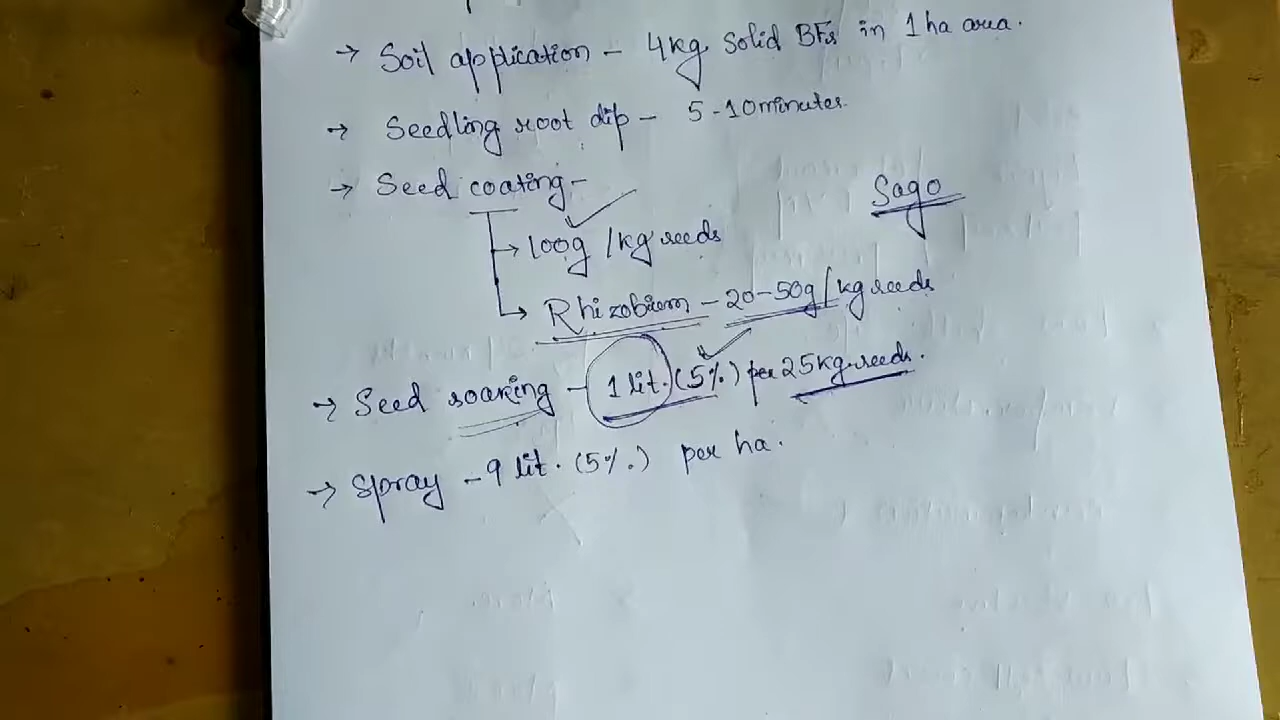 → Soil application - 4kg. Solid BFs in 1 ha area.
→ Seedling root dip - 5-10 minutes.
→ Seed coating -
Sago
→ 100g /kg seeds
→ Rhizobium - 20-50g/kg seeds
→ Seed soaking - 1 lit. (5%) per 25kg. seeds.
→ Spray - 9 lit. (5%.) per ha.